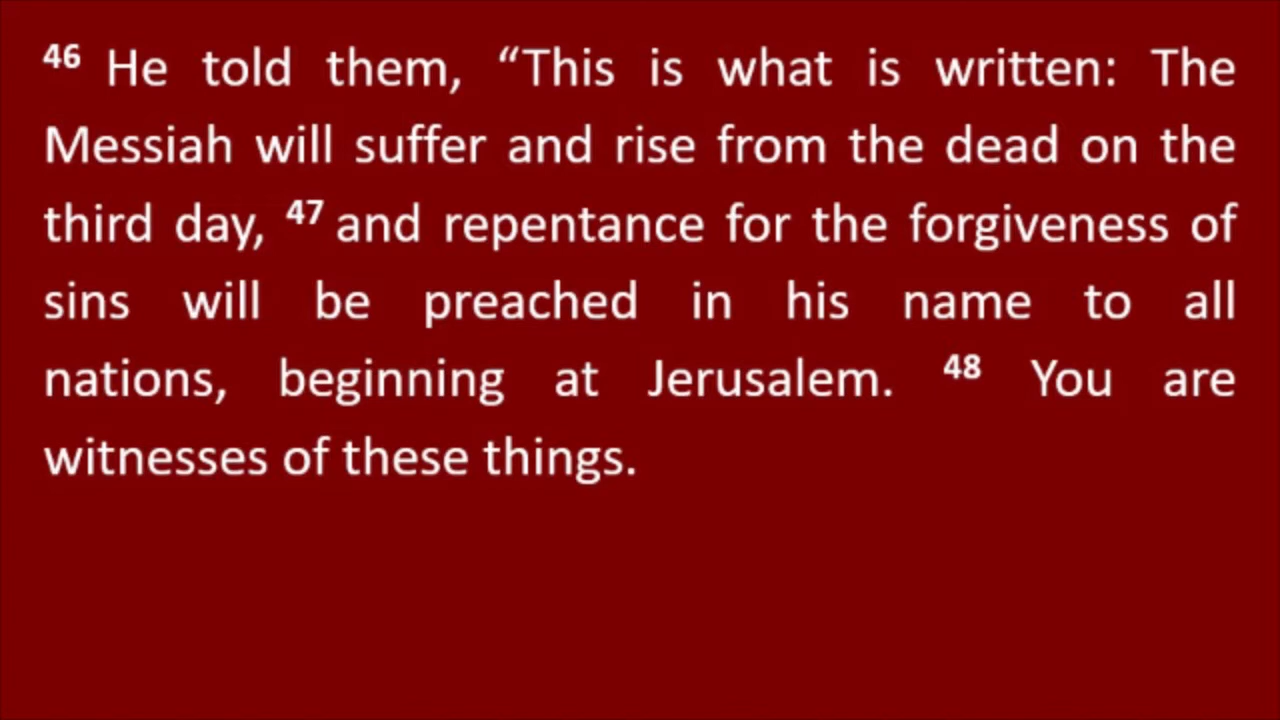 46 He told them, “This is what is written: The
Messiah will suffer and rise from the dead on the
third day, 47 and repentance for the forgiveness of
sins will be preached in his name to all
nations, beginning at Jerusalem. 48 You are
witnesses of these things.